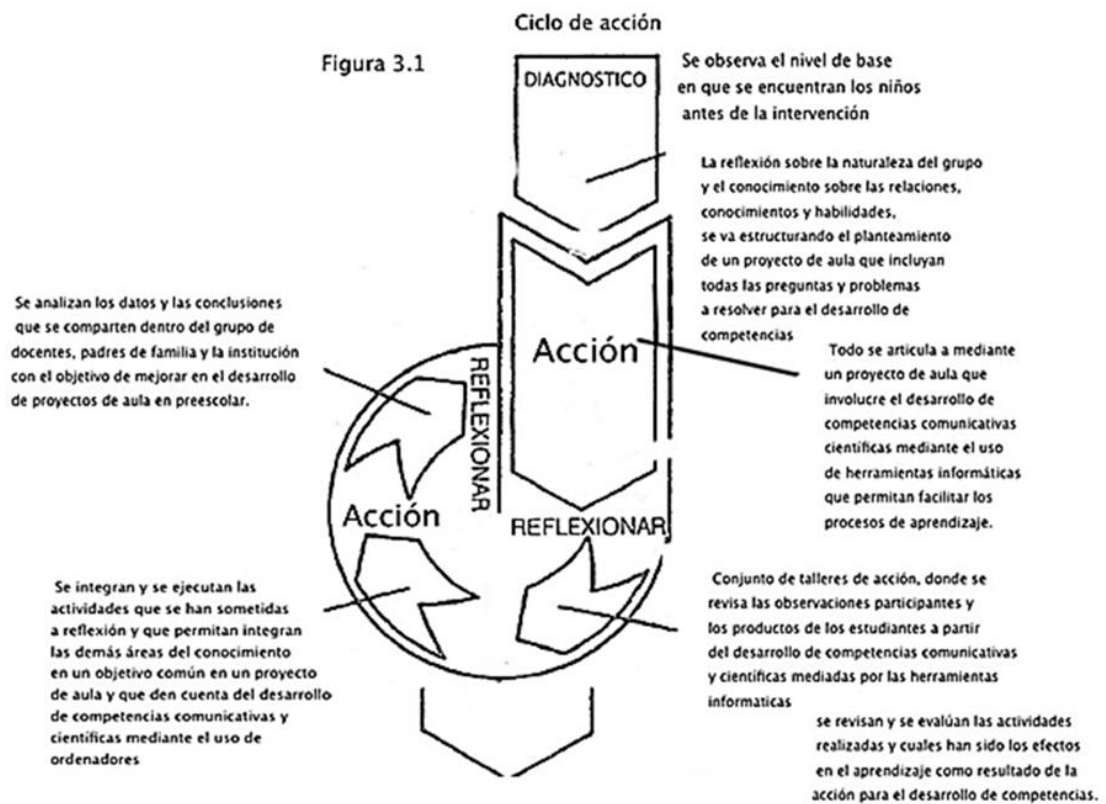 Ciclo de acción
Figura 3.1
DIAGNOSTICO
Se observa el nivel de base
en que se encuentran los niños
antes de la intervención
La reflexión sobre la naturaleza del grupo
y el conocimiento sobre las relaciones,
conocimientos y habilidades,
se va estructurando el planteamiento
de un proyecto de aula que incluyan
todas las preguntas y problemas
a resolver para el desarrollo de
competencias
Acción
Todo se articula a mediante
un proyecto de aula que
involucre el desarrollo de
competencias comunicativas
científicas mediante el uso
de herramientas informáticas
que permitan facilitar los
procesos de aprendizaje.
Se analizan los datos y las conclusiones
que se comparten dentro del grupo de
docentes, padres de familia y la institución
con el objetivo de mejorar en el desarrollo
de proyectos de aula en preescolar.
REFLEXIONAR
Acción
REFLEXIONAR
Se integran y se ejecutan las
actividades que se han sometidas
a reflexión y que permitan integran
las demás áreas del conocimiento
en un objetivo común en un proyecto
de aula y que den cuenta del desarrollo
de competencias comunicativas y
científicas mediante el uso de
ordenadores
Conjunto de talleres de acción, donde se
revisa las observaciones participantes y
los productos de los estudiantes a partir
del desarrollo de competencias comunicativas
y científicas mediadas por las herramientas
informaticas
se revisan y se evalúan las actividades
realizadas y cuales han sido los efectos
en el aprendizaje como resultado de la
acción para el desarrollo de competencias.